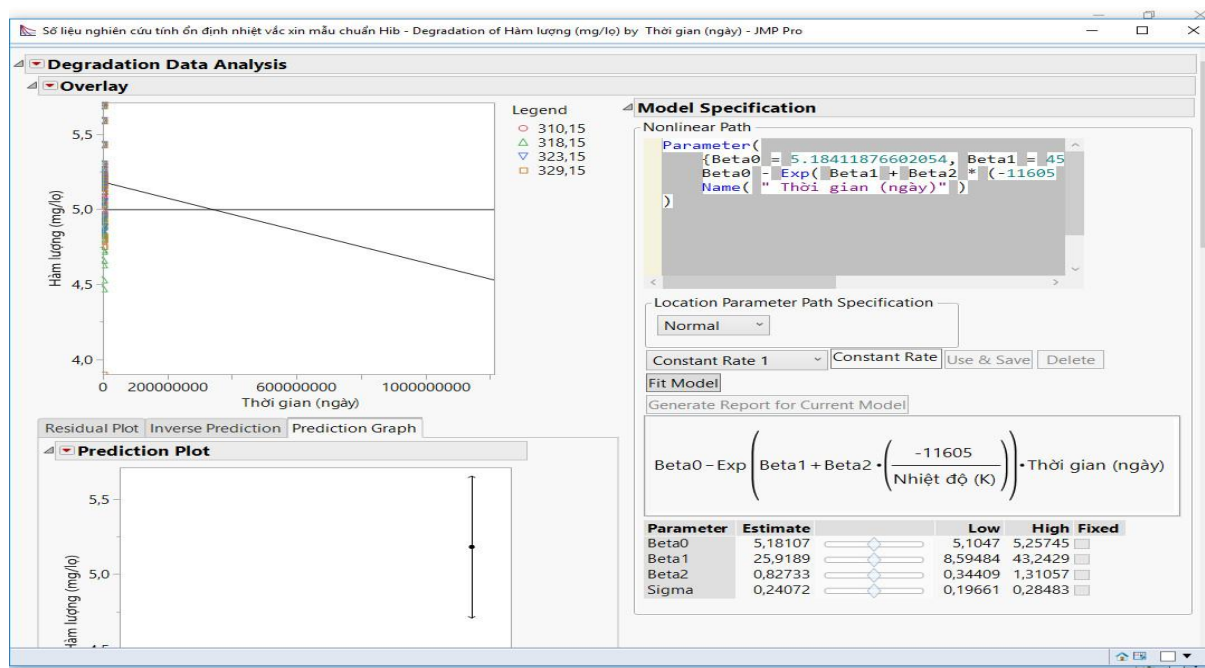 Số liệu nghiên cứu tính ổn định nhiệt vắc xin mẫu chuẩn Hib - Degradation of Hàm lượng (mg/lọ) by Thời gian (ngày) - JMP Pro
Degradation Data Analysis
Overlay
5,5
5,0
4,5
4,0
Hàm lượng (mg/lọ)
0 200000000 600000000 1000000000
Thời gian (ngày)
Legend
310,15
318,15
323,15
329,15
Residual Plot Inverse Prediction Prediction Graph
Prediction Plot
5,5
5,0
Hàm lượng (mg/lọ)
Model Specification
Nonlinear Path
Parameter(
{Beta0 = 5.18411876602054, Beta1 = 45
Beta0 - Exp( Beta1 + Beta2 * (-11605
Name( " Thời gian (ngày)" )
)
Location Parameter Path Specification
Normal
Constant Rate 1 Constant Rate Use & Save Delete
Fit Model
Generate Report for Current Model
Beta0 - Exp(Beta1 + Beta2 • (-11605 / Nhiệt độ (K))) • Thời gian (ngày)
Parameter Estimate Low High Fixed
Beta0 5,18107 5,1047 5,25745
Beta1 25,9189 8,59484 43,2429
Beta2 0,82733 0,34409 1,31057
Sigma 0,24072 0,19661 0,28483